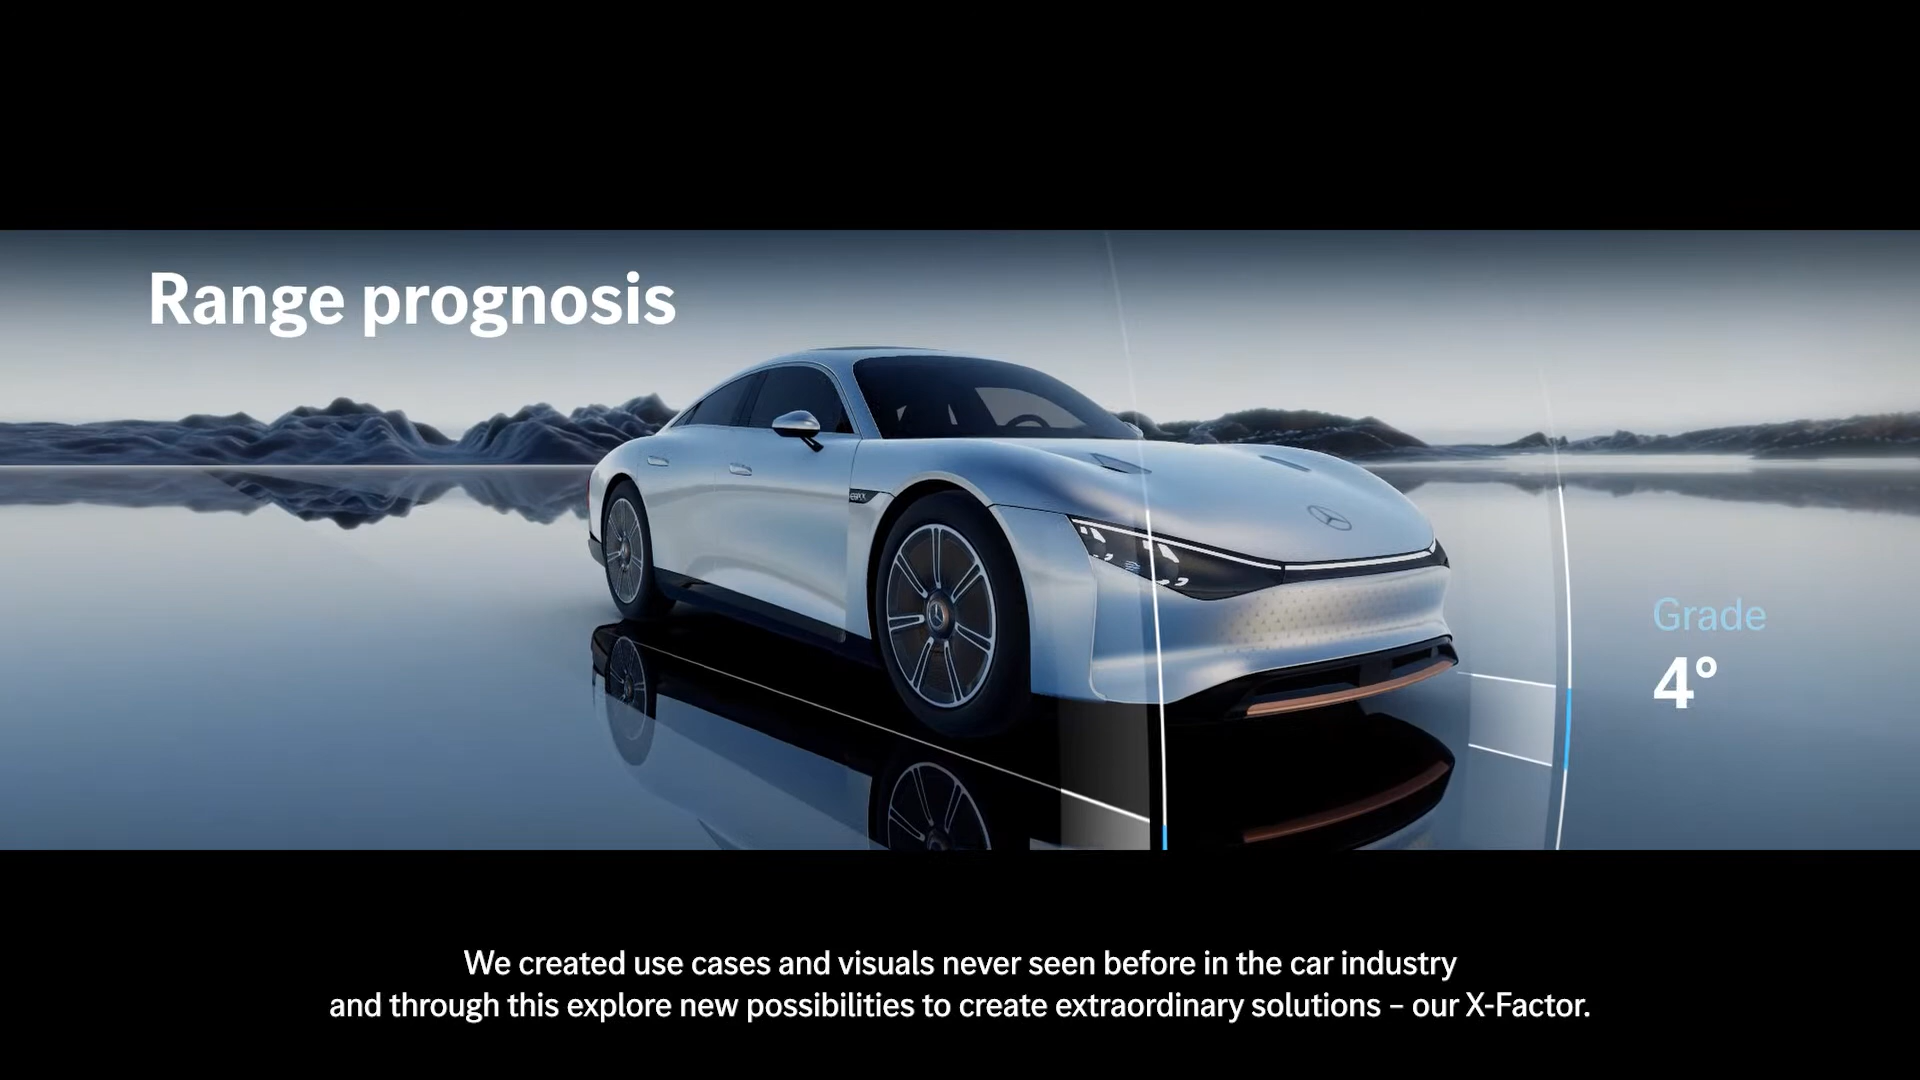 Range prognosis
Grade
4°
We created use cases and visuals never seen before in the car industry
and through this explore new possibilities to create extraordinary solutions – our X-Factor.